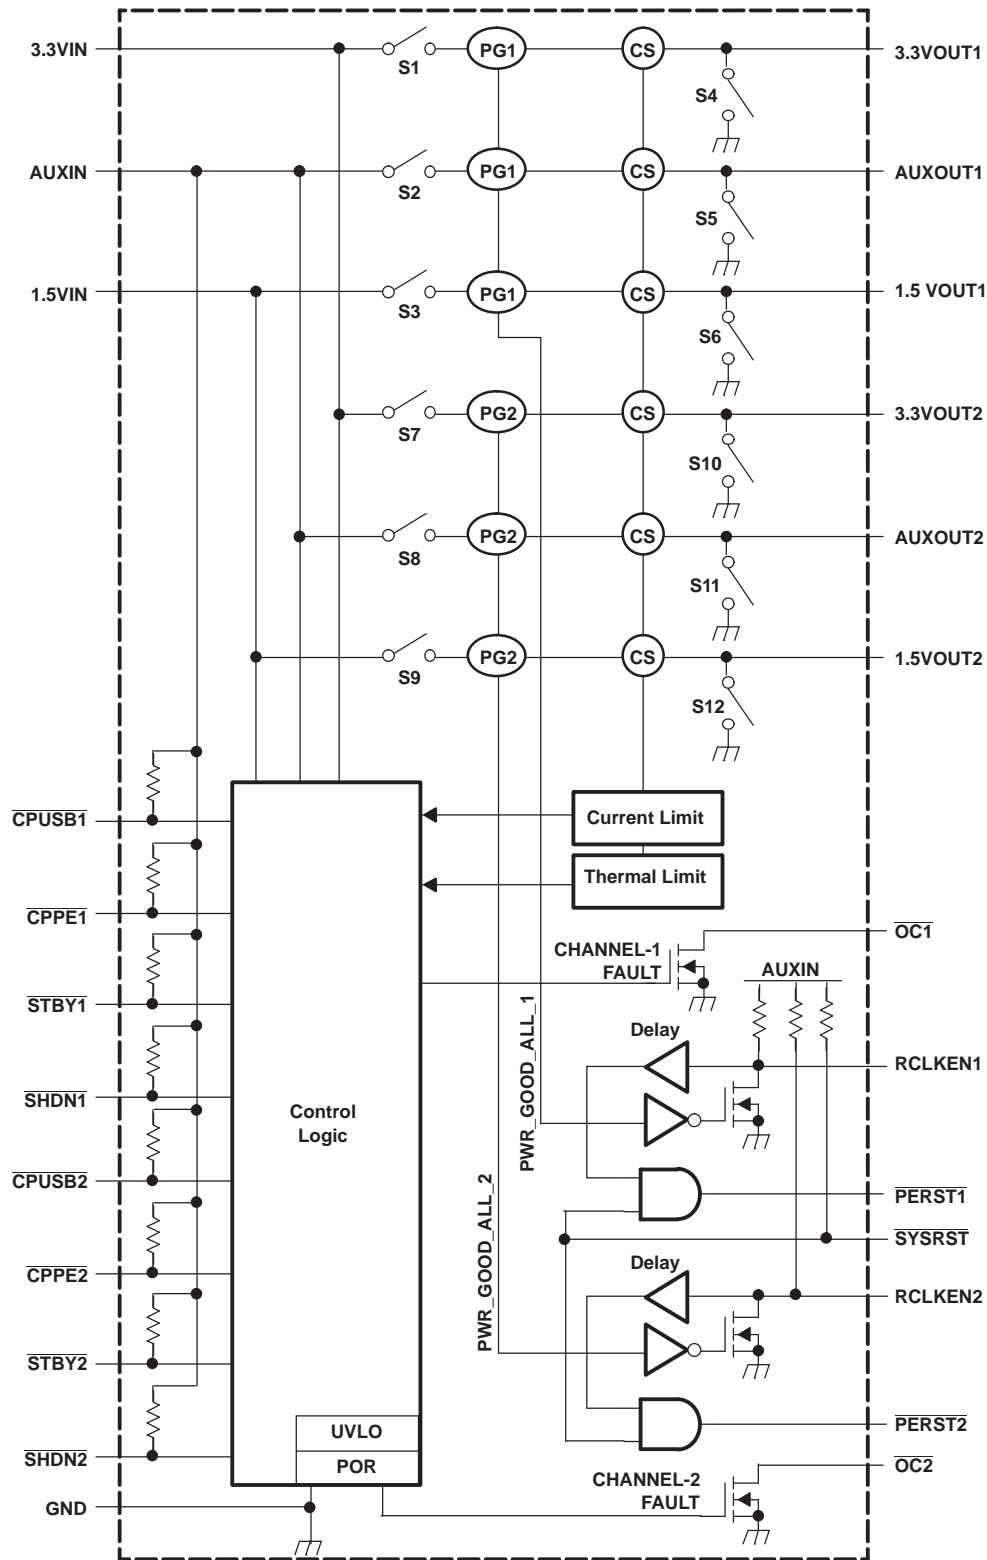 3.3VIN
S1
PG1
CS
3.3VOUT1
S4
AUXIN
S2
PG1
CS
AUXOUT1
S5
1.5VIN
S3
PG1
CS
1.5 VOUT1
S6
S7
PG2
CS
3.3VOUT2
S10
S8
PG2
CS
AUXOUT2
S11
S9
PG2
CS
1.5VOUT2
S12
CPUSB1
Current Limit
Thermal Limit
CPPE1
CHANNEL-1
FAULT
OC1
STBY1
AUXIN
PWR_GOOD_ALL_1
Delay
RCLKEN1
SHDN1
Control
Logic
CPUSB2
PWR_GOOD_ALL_2
PERST1
SYSRST
CPPE2
Delay
RCLKEN2
STBY2
PERST2
UVLO
SHDN2
POR
OC2
CHANNEL-2
FAULT
GND